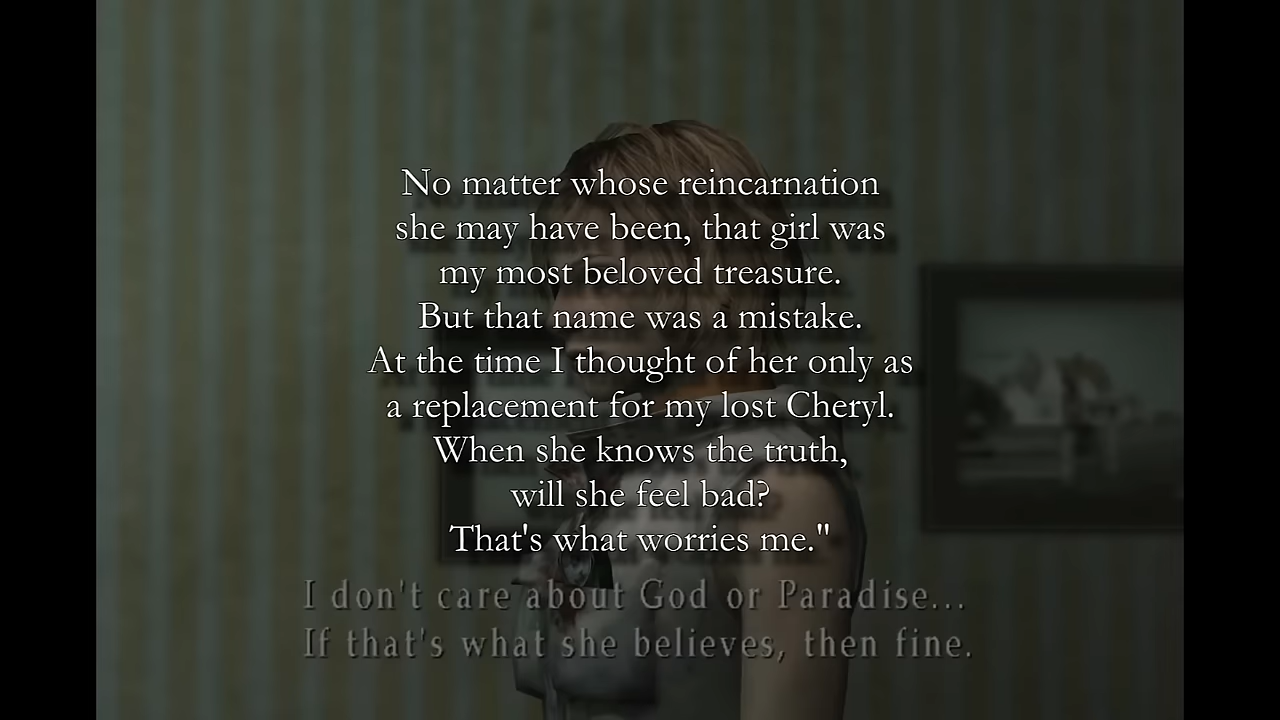 No matter whose reincarnation
she may have been, that girl was
my most beloved treasure.
But that name was a mistake.
At the time I thought of her only as
a replacement for my lost Cheryl.
When she knows the truth,
will she feel bad?
That's what worries me."
I don't care about God or Paradise...
If that's what she believes, then fine.